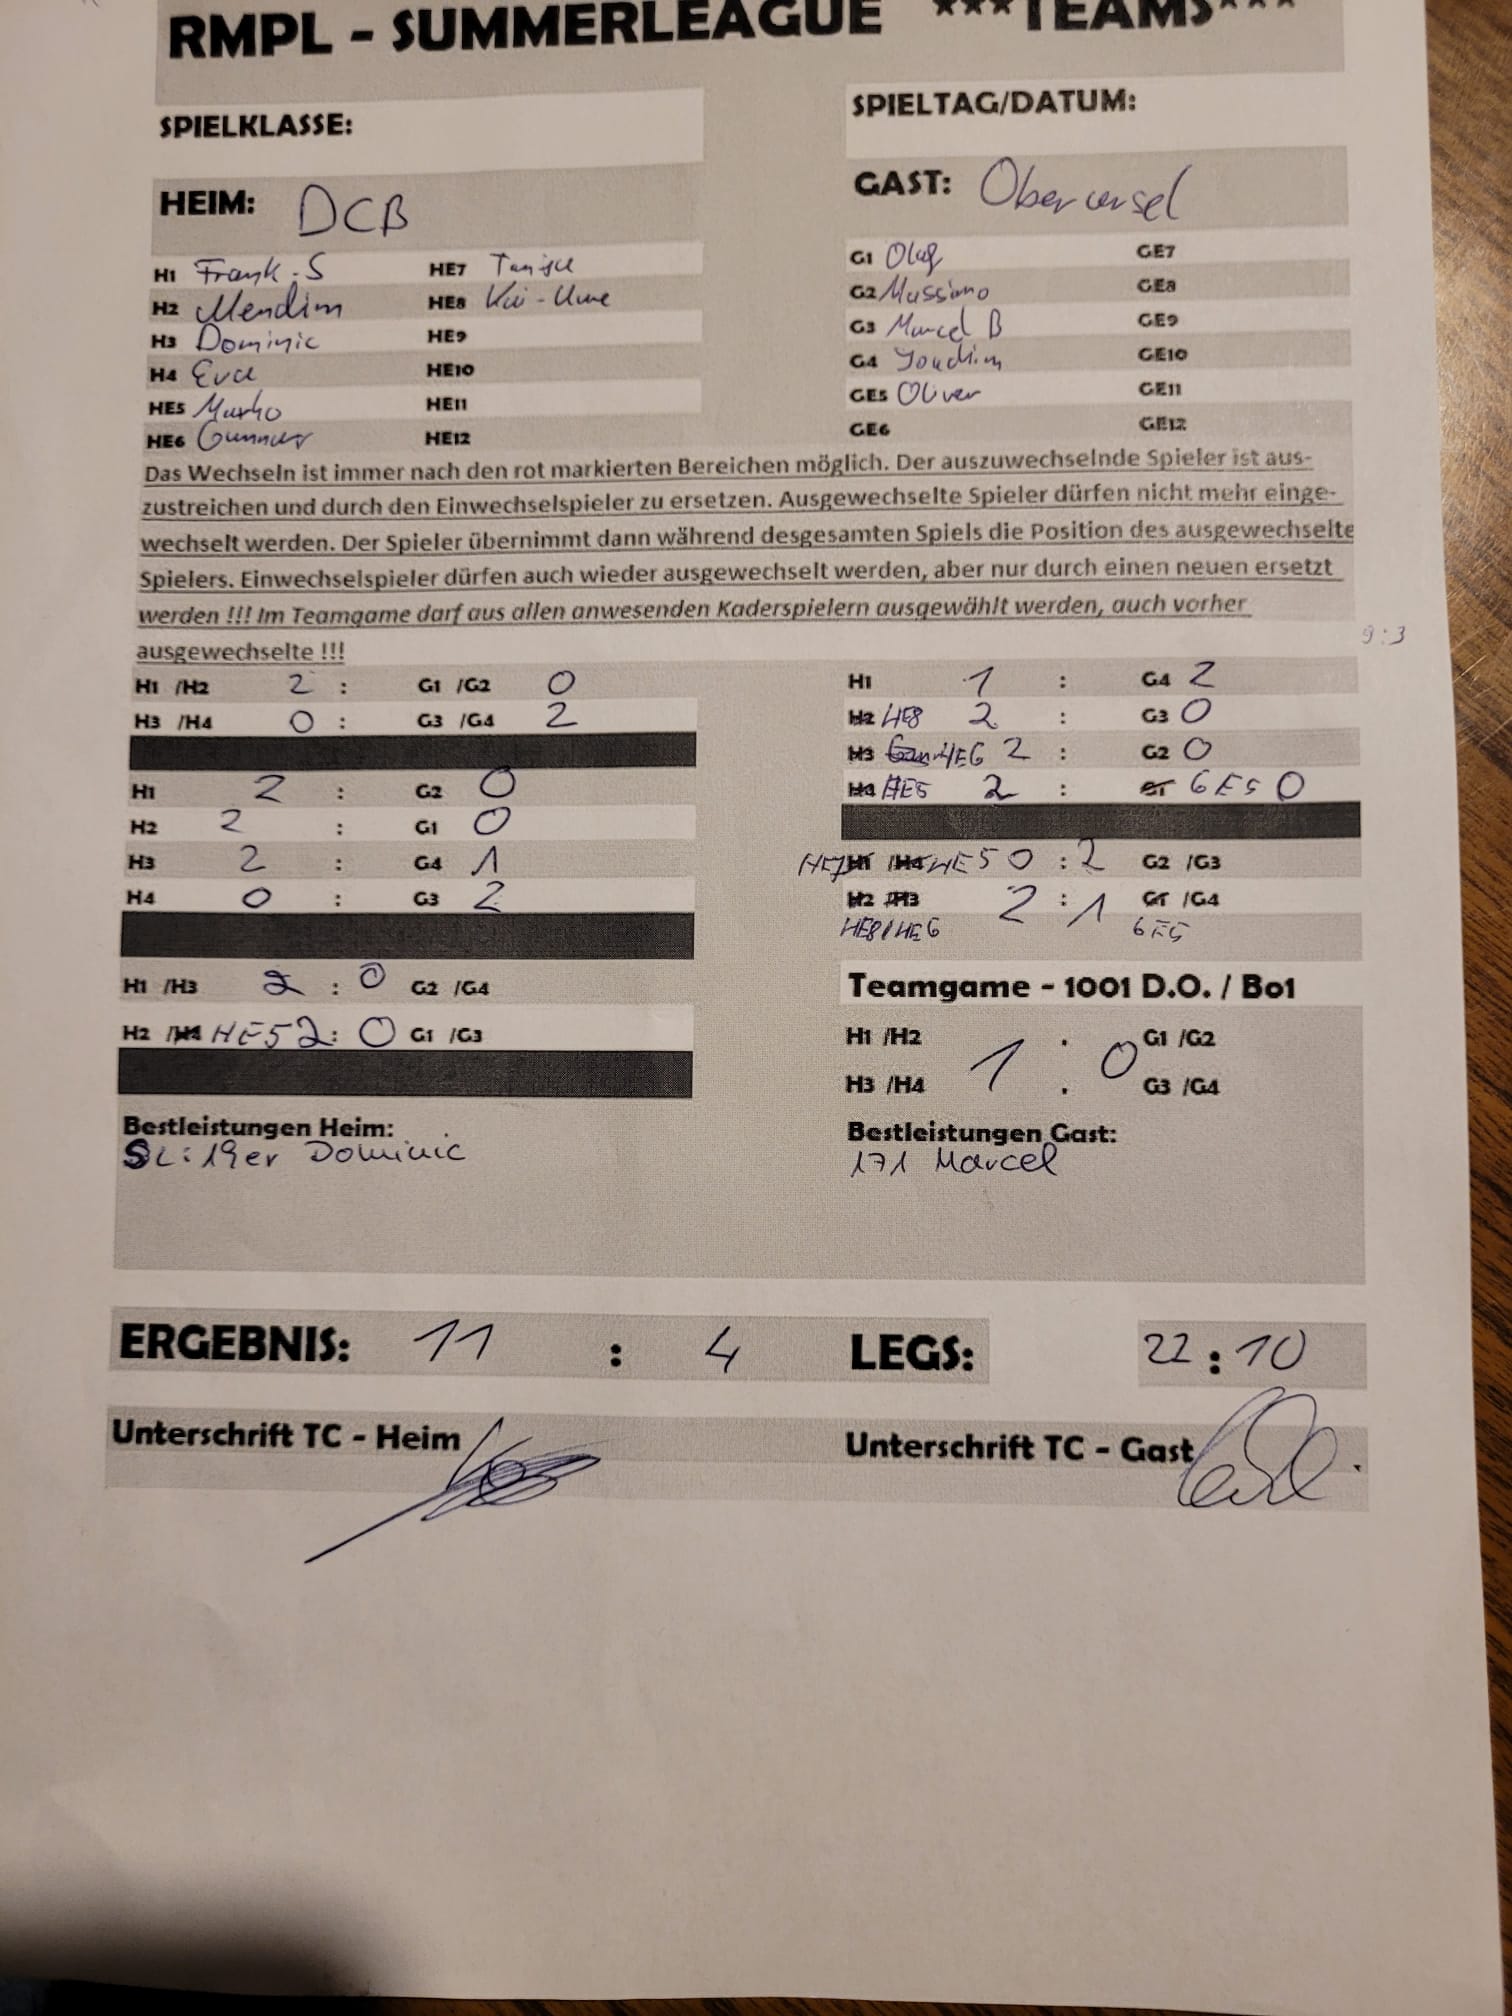 RMPL - SUMMERLEAGUE ***TEAMS***
SPIELKLASSE:
SPIELTAG/DATUM:
HEIM: DCB
GAST: Oberursel
H1 Frank.S HE7
H2 Mendim HE8 Kai-Uwe
H3 Dominic HE9
H4 Eva HE10
HE5 Marko HE11
HE6 Gunnar HE12
G1 Olaf GE7
G2 Massimo GE8
G3 Marcel B GE9
G4 Joachim GE10
GE5 Oliver GE11
GE6 GE12
Das Wechseln ist immer nach den rot markierten Bereichen möglich. Der auszuwechselnde Spieler ist aus-
zustreichen und durch den Einwechselspieler zu ersetzen. Ausgewechselte Spieler dürfen nicht mehr einge-
wechselt werden. Der Spieler übernimmt dann während desgesamten Spiels die Position des ausgewechselte
Spielers. Einwechselspieler dürfen auch wieder ausgewechselt werden, aber nur durch einen neuen ersetzt
werden !!! Im Teamgame darf aus allen anwesenden Kaderspielern ausgewählt werden, auch vorher
ausgewechselte !!!
9:3
H1 /H2 2 : G1 /G2 0
H3 /H4 0 : G3 /G4 2
H1 2 : G2 0
H2 2 : G1 0
H3 2 : G4 1
H4 0 : G3 2
H1 /H3 2 : 0 G2 /G4
H2 /H4 HE5 2 : 0 G1 /G3
H1 1 : G4 2
H2 HE8 2 : G3 0
H3 HE6 2 : G2 0
H4 HE5 2 : G1 GE5 0
HE7 H1 /H4 HE5 0 : 2 G2 /G3
H2 /H3 2 : 1 G1 /G4
HE8/HE6 GE5
Teamgame - 1001 D.O. / Bo1
H1 /H2 : G1 /G2
1 0
H3 /H4 : G3 /G4
Bestleistungen Heim:
SL: 19er Dominic
Bestleistungen Gast:
171 Marcel
ERGEBNIS: 11 : 4
LEGS: 22 : 10
Unterschrift TC - Heim
Unterschrift TC - Gast